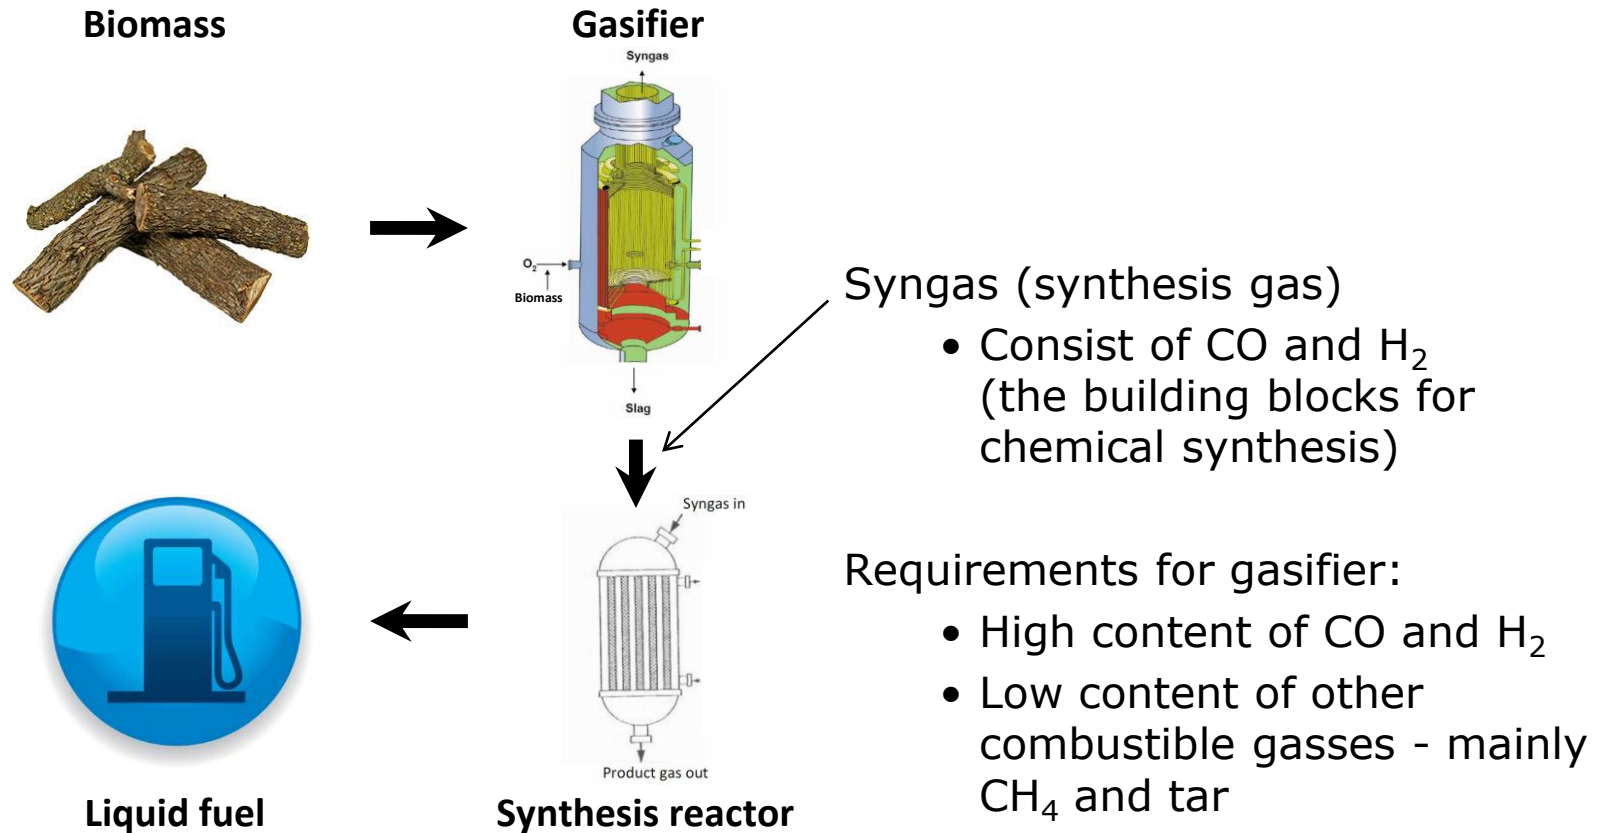 Biomass
Gasifier
Syngas
O₂
Biomass
Slag
Syngas (synthesis gas)
• Consist of CO and H₂
(the building blocks for
chemical synthesis)
Syngas in
Product gas out
Requirements for gasifier:
• High content of CO and H₂
• Low content of other
combustible gasses - mainly
CH₄ and tar
Liquid fuel
Synthesis reactor